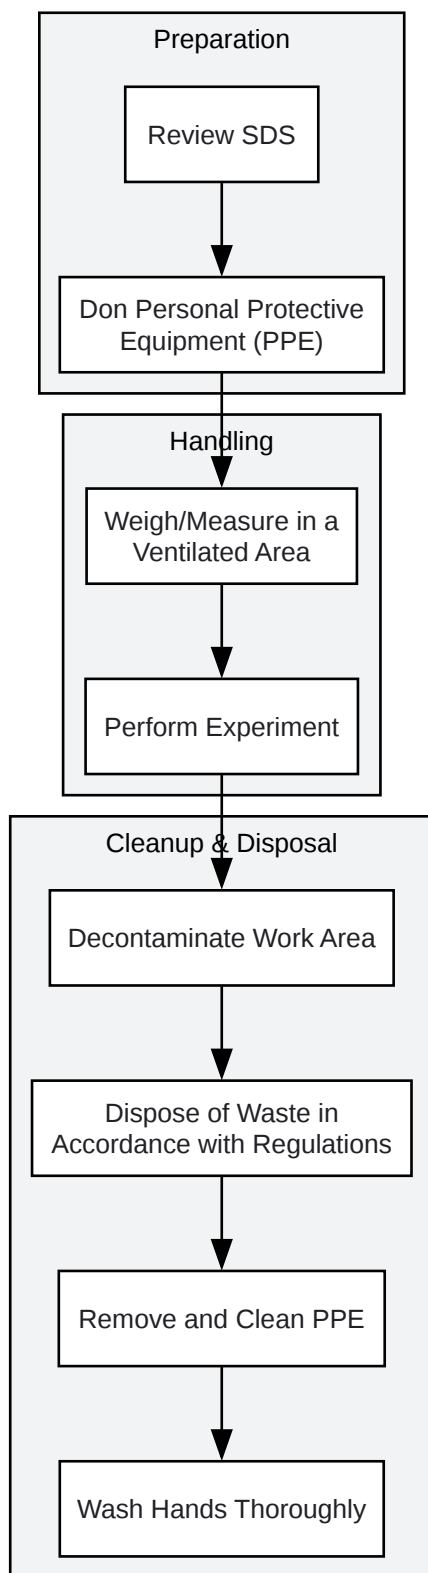 Preparation
Review SDS
Don Personal Protective
Equipment (PPE)
Handling
Weigh/Measure in a
Ventilated Area
Perform Experiment
Cleanup & Disposal
Decontaminate Work Area
Dispose of Waste in
Accordance with Regulations
Remove and Clean PPE
Wash Hands Thoroughly